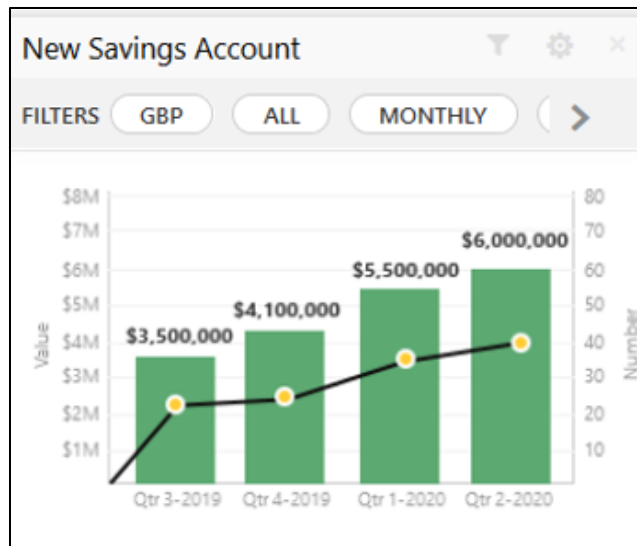 New Savings Account
FILTERS GBP ALL MONTHLY
$8M 80
$7M 70
$6,000,000
$6M 60
$5,500,000
$5M 50
$4,100,000
$3,500,000
$4M 40
Value Number
$3M 30
$2M 20
$1M 10
Qtr 3-2019 Qtr 4-2019 Qtr 1-2020 Qtr 2-2020